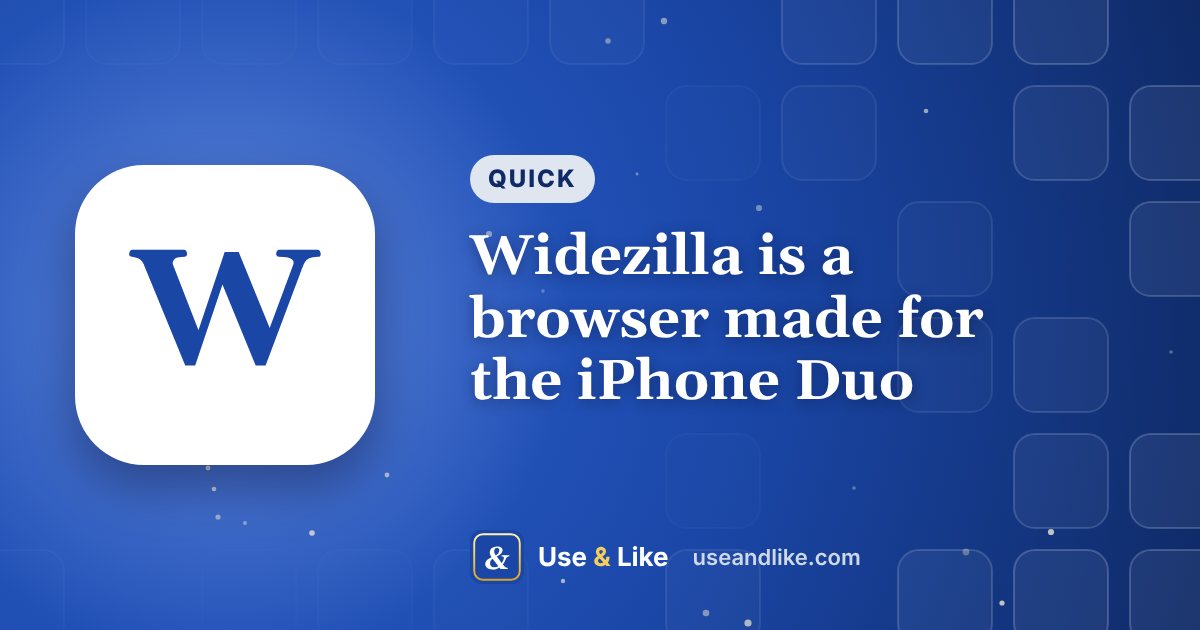 W
QUICK
Widezilla is a
browser made for
the iPhone Duo
& Use & Like useandlike.com